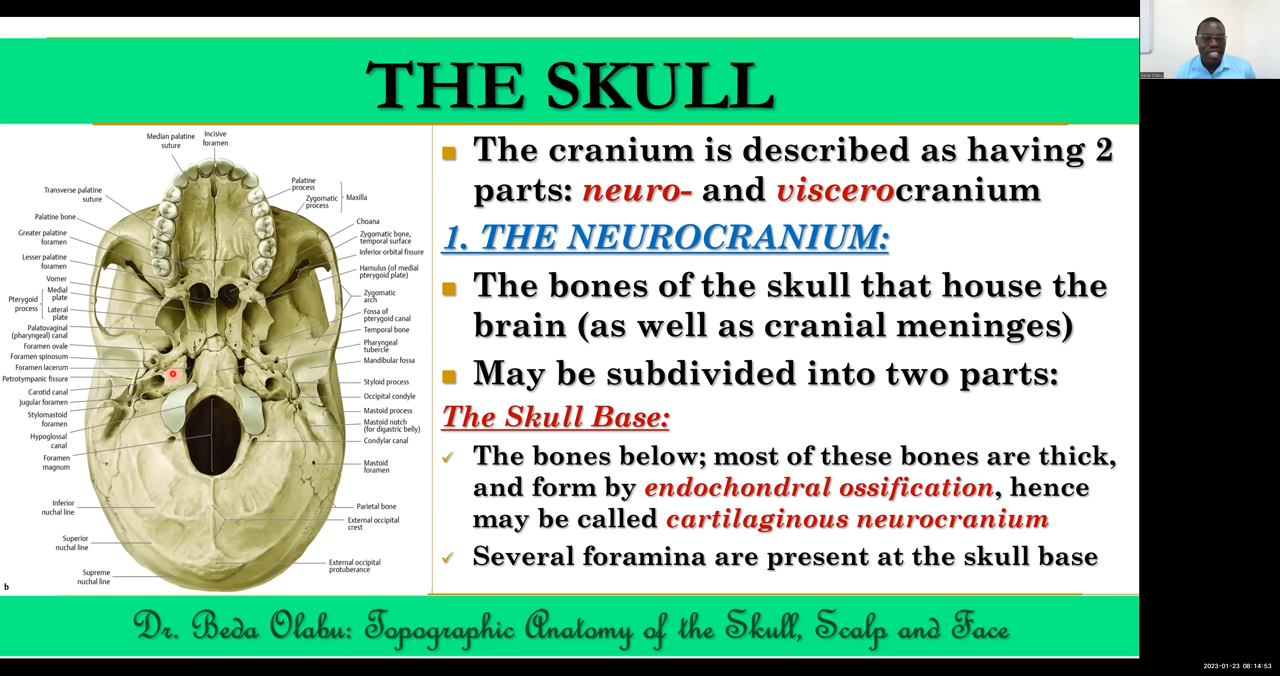 THE SKULL
Median palatine
suture
Incisive
foramen
Transverse palatine
suture
Palatine bone
Greater palatine
foramen
Lesser palatine
foramen
Vomer
Pterygoid
process
Medial
plate
Lateral
plate
Palatovaginal
(pharyngeal) canal
Foramen ovale
Foramen spinosum
Foramen lacerum
Petrotympanic fissure
Carotid canal
Jugular foramen
Stylomastoid
foramen
Hypoglossal
canal
Foramen
magnum
Inferior
nuchal line
Superior
nuchal line
Supreme
nuchal line
b
Palatine
process
Zygomatic
process
Maxilla
Choana
Zygomatic bone,
temporal surface
Inferior orbital fissure
Hamulus (of medial
pterygoid plate)
Zygomatic
arch
Fossa of
pterygoid canal
Temporal bone
Pharyngeal
tubercle
Mandibular fossa
Styloid process
Occipital condyle
Mastoid process
Mastoid notch
(for digastric belly)
Condylar canal
Mastoid
foramen
Parietal bone
External occipital
crest
External occipital
protuberance
The cranium is described as having 2
parts: neuro- and viscerocranium
1. THE NEUROCRANIUM:
The bones of the skull that house the
brain (as well as cranial meninges)
May be subdivided into two parts:
The Skull Base:
The bones below; most of these bones are thick,
and form by endochondral ossification, hence
may be called cartilaginous neurocranium
Several foramina are present at the skull base
Dr. Beda Olabu: Topographic Anatomy of the Skull, Scalp and Face
Beda Olabu
2023-01-23 08:14:53